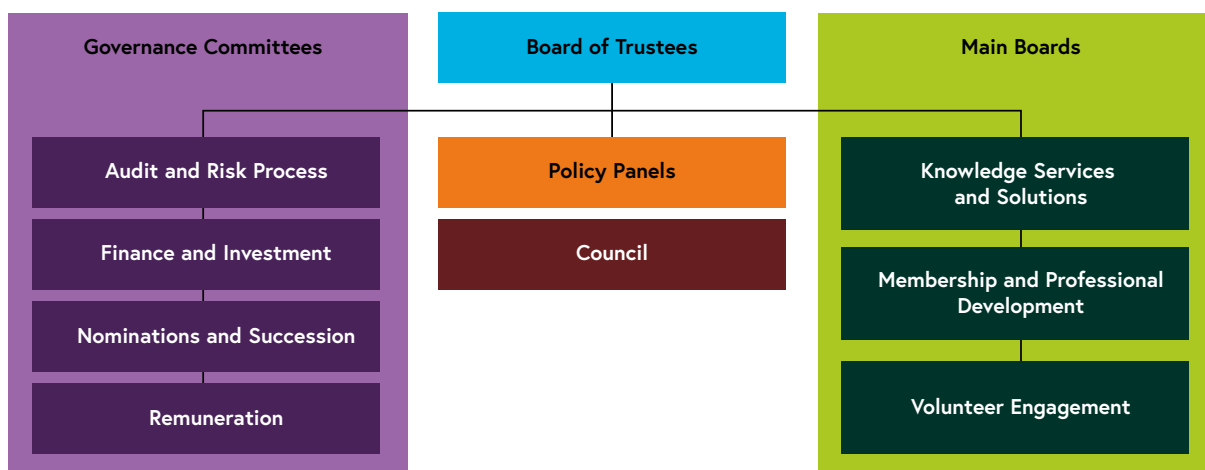 Governance Committees
Board of Trustees
Main Boards
Audit and Risk Process
Finance and Investment
Nominations and Succession
Remuneration
Policy Panels
Council
Knowledge Services
and Solutions
Membership and Professional
Development
Volunteer Engagement